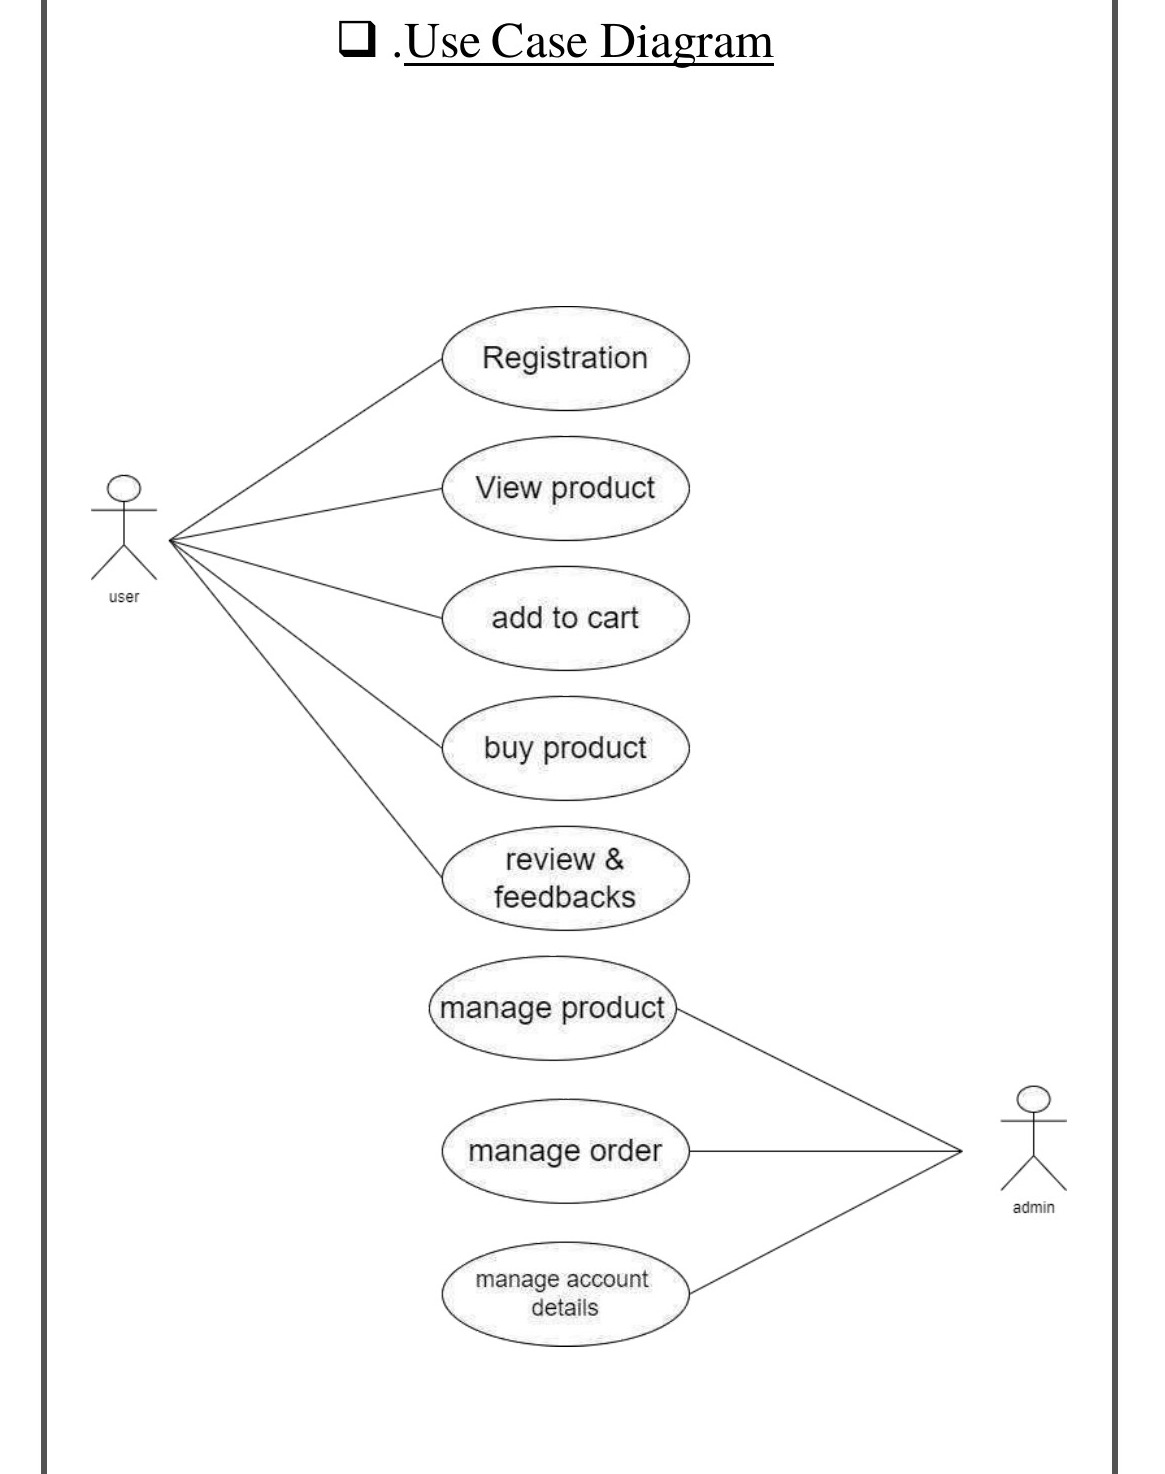 ❑ .Use Case Diagram
Registration
View product
user
add to cart
buy product
review &
feedbacks
manage product
manage order
admin
manage account
details